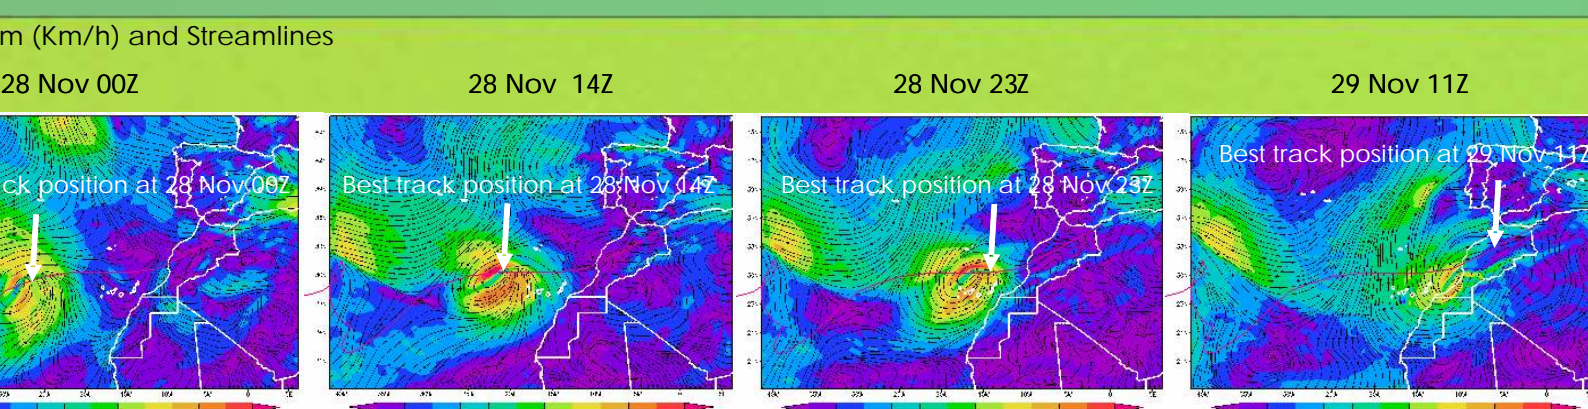 m (Km/h) and Streamlines
28 Nov 00Z
28 Nov 14Z
28 Nov 23Z
29 Nov 11Z
ck position at 28 Nov 00Z
Best track position at 28 Nov 14Z
Best track position at 28 Nov 23Z
Best track position at 29 Nov 11Z